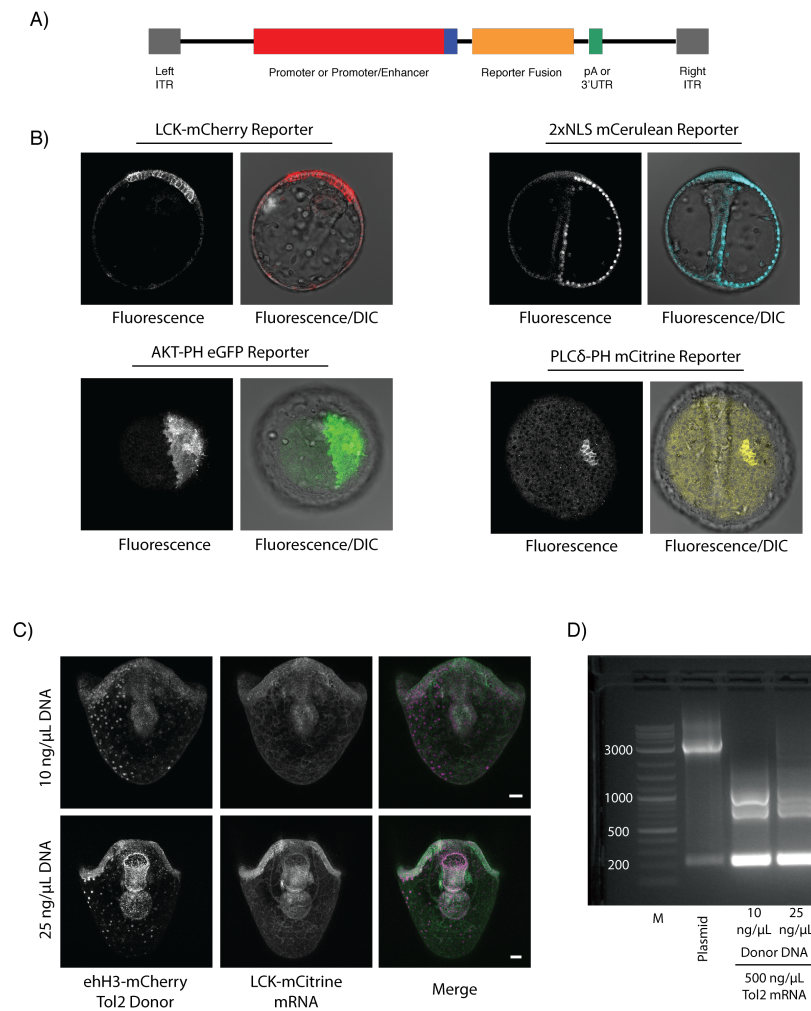 A)
Left
ITR
Promoter or Promoter/Enhancer
Reporter Fusion
pA or
3'UTR
Right
ITR
B)
LCK-mCherry Reporter
2xNLS mCerulean Reporter
Fluorescence
Fluorescence/DIC
Fluorescence
Fluorescence/DIC
AKT-PH eGFP Reporter
PLCδ-PH mCitrine Reporter
Fluorescence
Fluorescence/DIC
Fluorescence
Fluorescence/DIC
C)
10 ng/µL DNA
25 ng/µL DNA
ehH3-mCherry
Tol2 Donor
LCK-mCitrine
mRNA
Merge
D)
3000
1000
500
200
M
Plasmid
10
ng/µL
25
ng/µL
Donor DNA
500 ng/µL
Tol2 mRNA